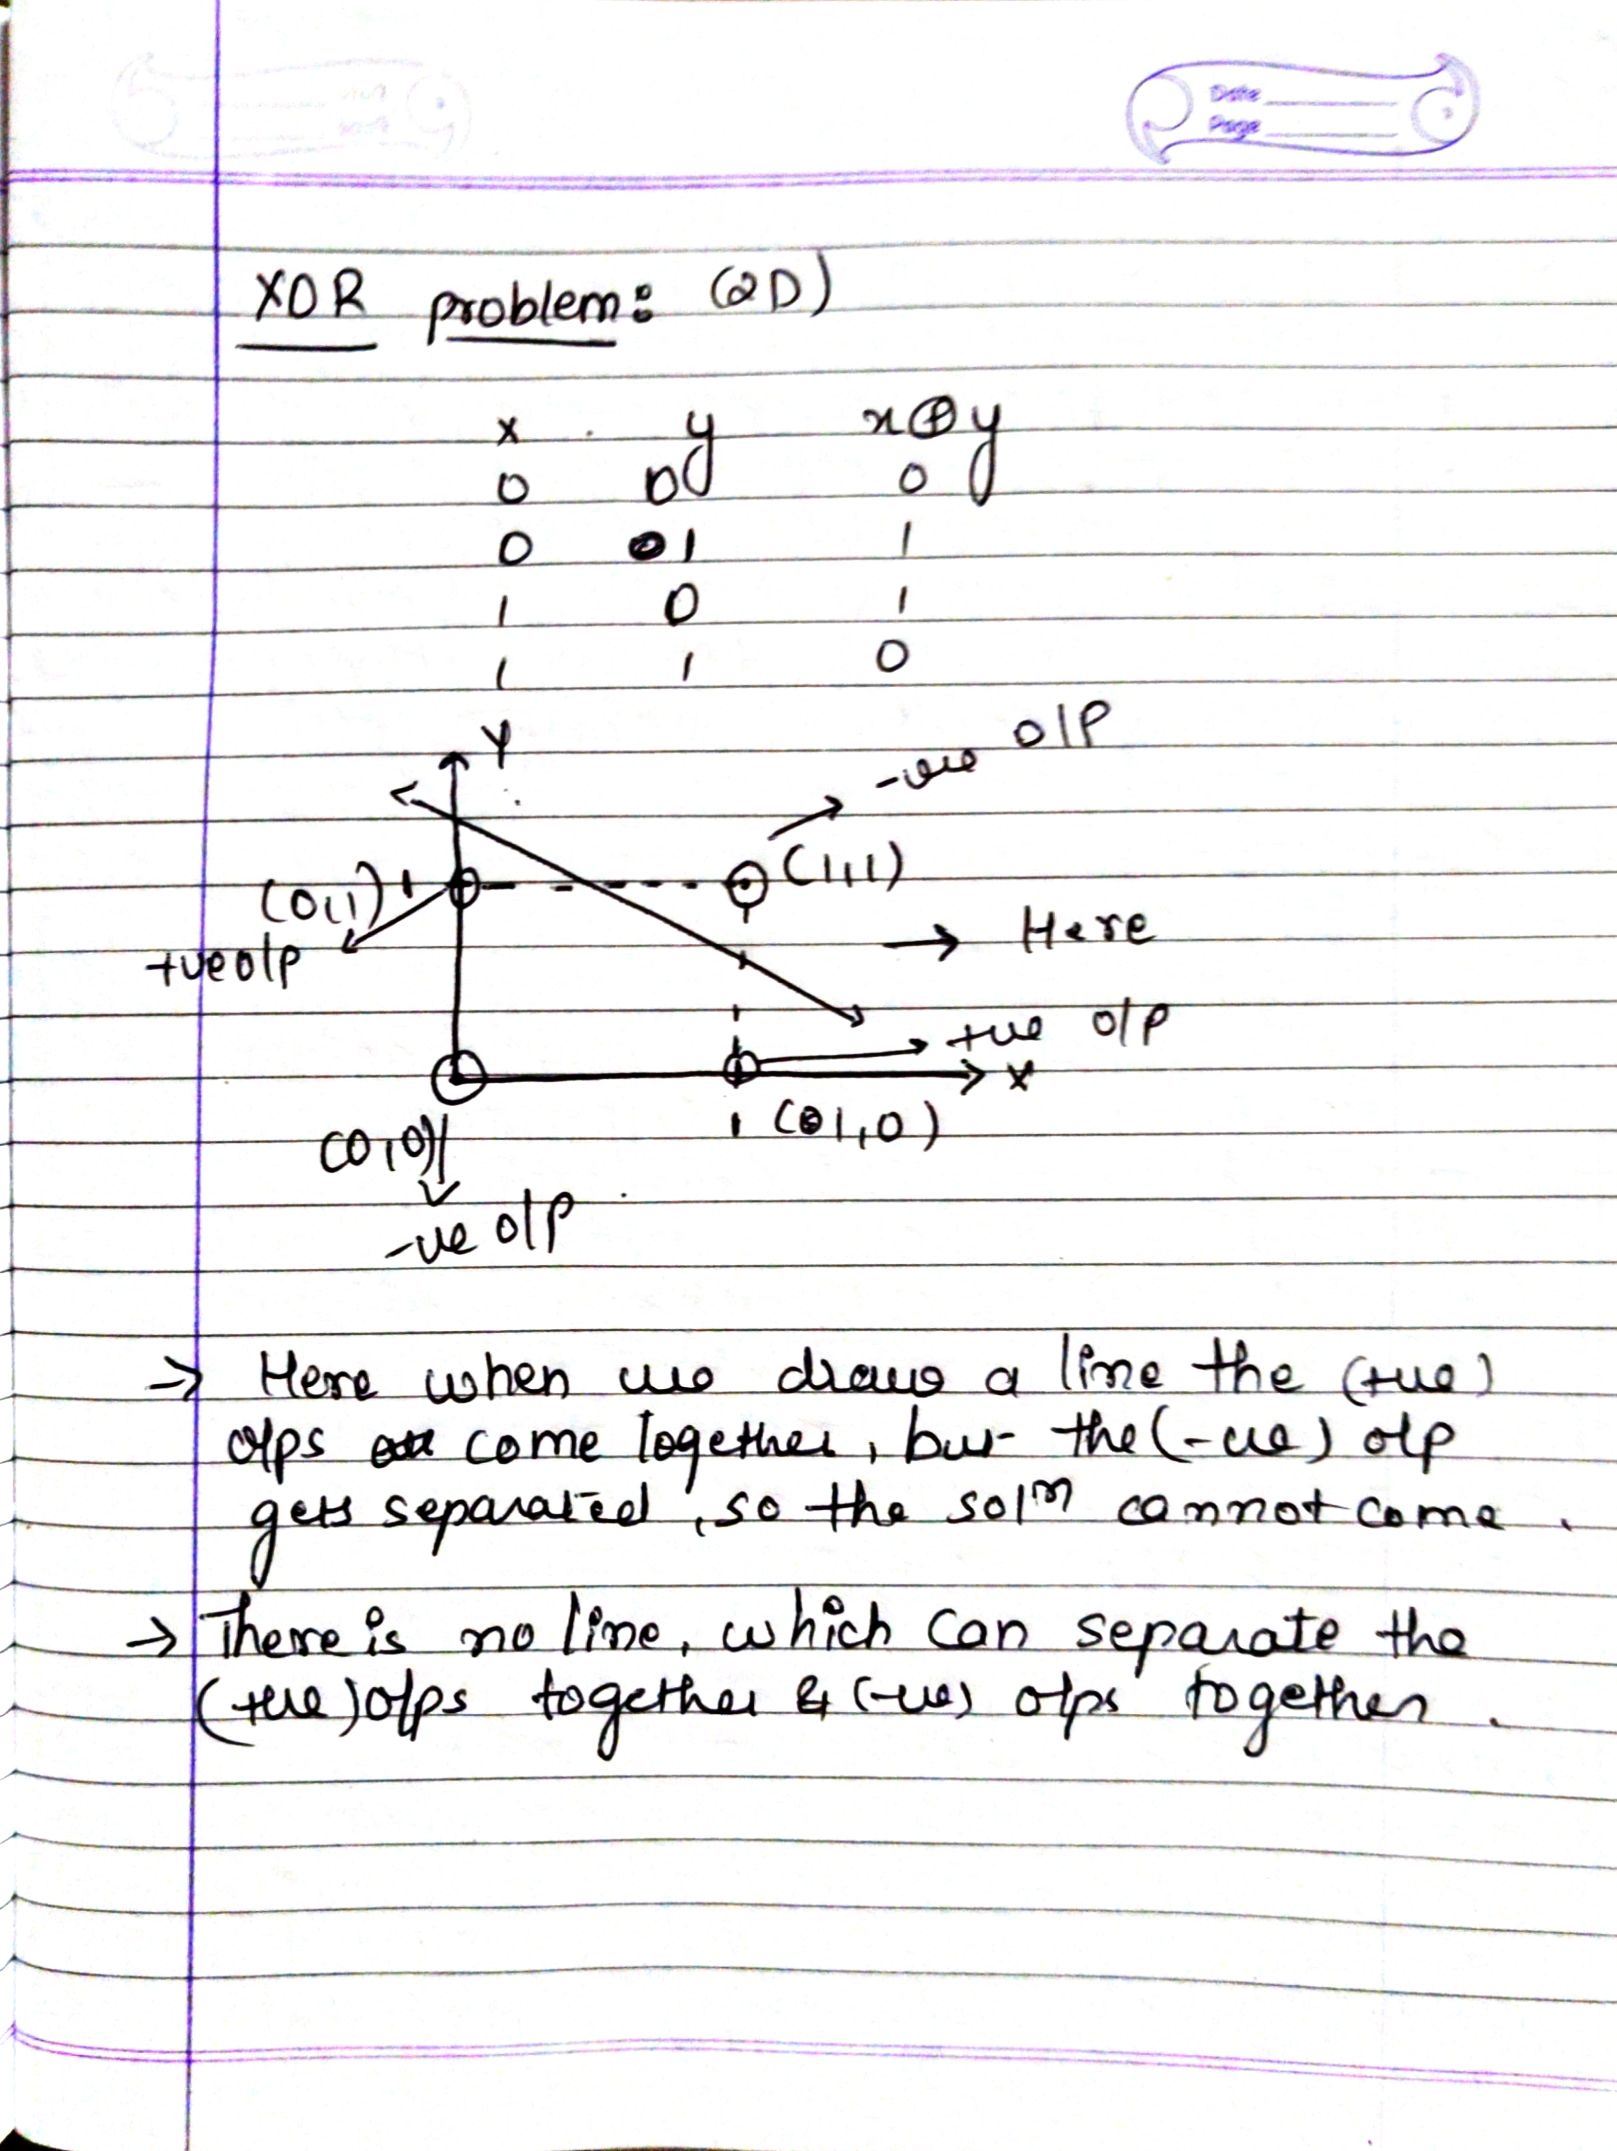 Date
Page
XOR problem: (2D)
x y x⊕y
0 0 0
0 1 1
1 0 1
1 1 0
Y
-ve O/P
(0,1) 1
(1,1)
+ve o/p
→ Here
+ve O/P
X
1 (1,0)
(0,0)
-ve o/p
→ Here when we draw a line the (+ve)
o/ps come together, but the (-ve) o/p
gets separated, so the solⁿ cannot come.
→ There is no line, which can separate the
(+ve) o/ps together & (-ve) o/ps together.